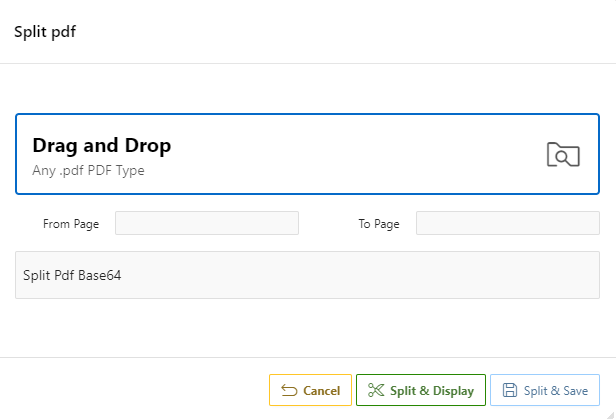 Split pdf
Drag and Drop
Any .pdf PDF Type
From Page To Page
Split Pdf Base64
Cancel Split & Display Split & Save